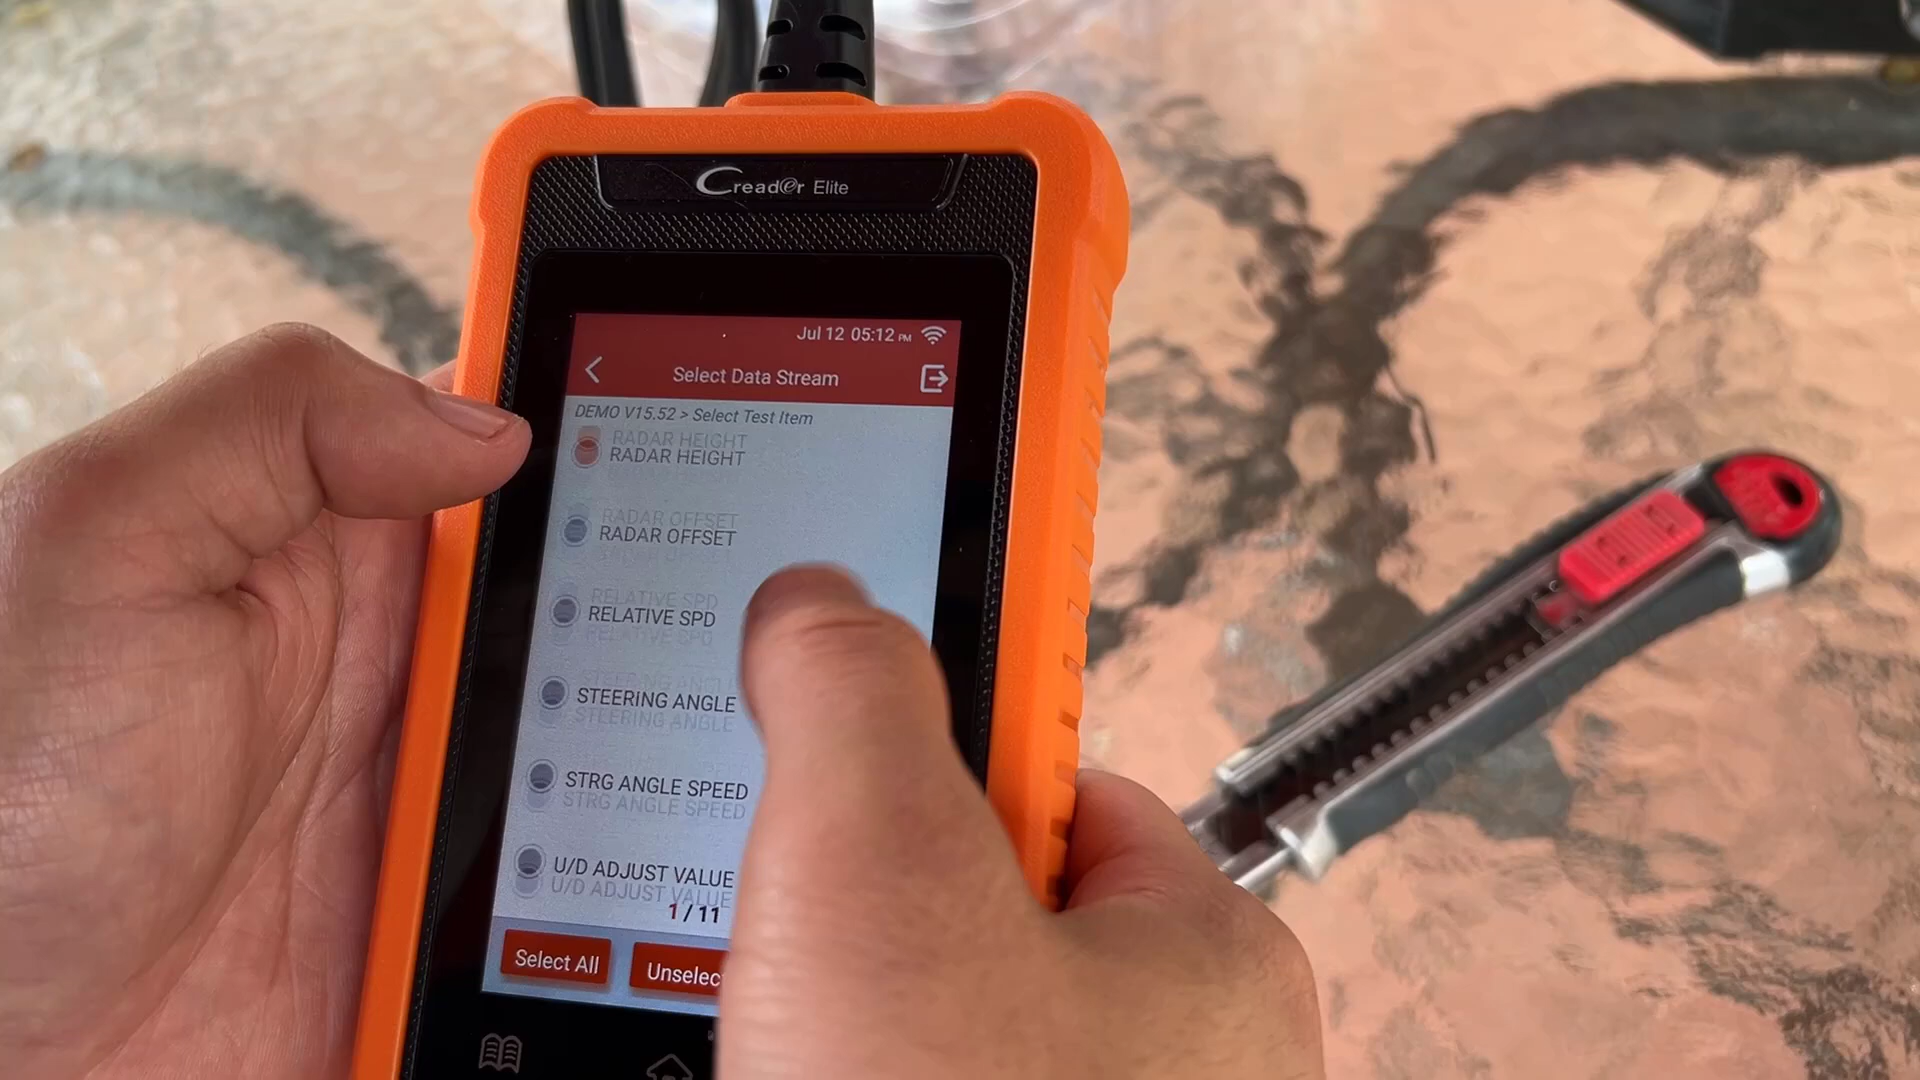 Creader Elite
Jul 12 05:12 PM
Select Data Stream
DEMO V15.52 > Select Test Item
RADAR HEIGHT
RADAR OFFSET
RELATIVE SPD
STEERING ANGLE
STRG ANGLE SPEED
U/D ADJUST VALUE
1/11
Select All
Unselec